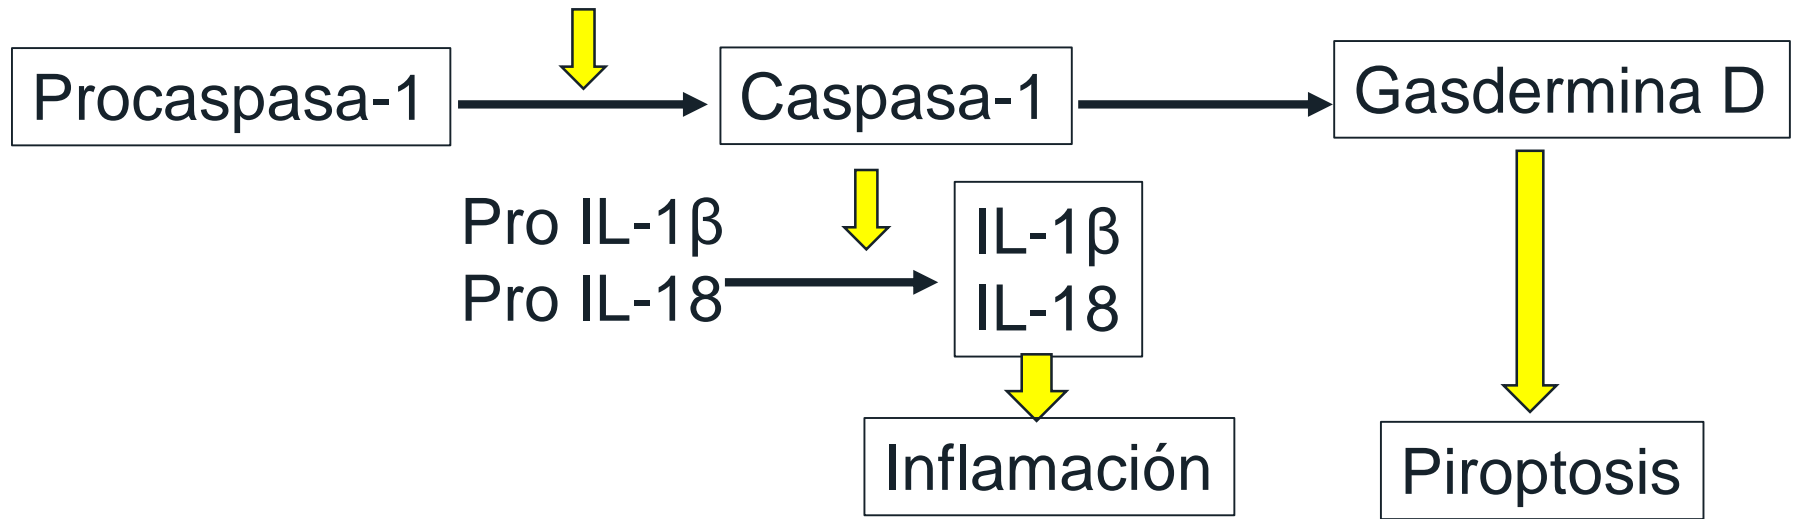 Procaspasa-1
Caspasa-1
Gasdermina D
Pro IL-1β
Pro IL-18
IL-1β
IL-18
Inflamación
Piroptosis